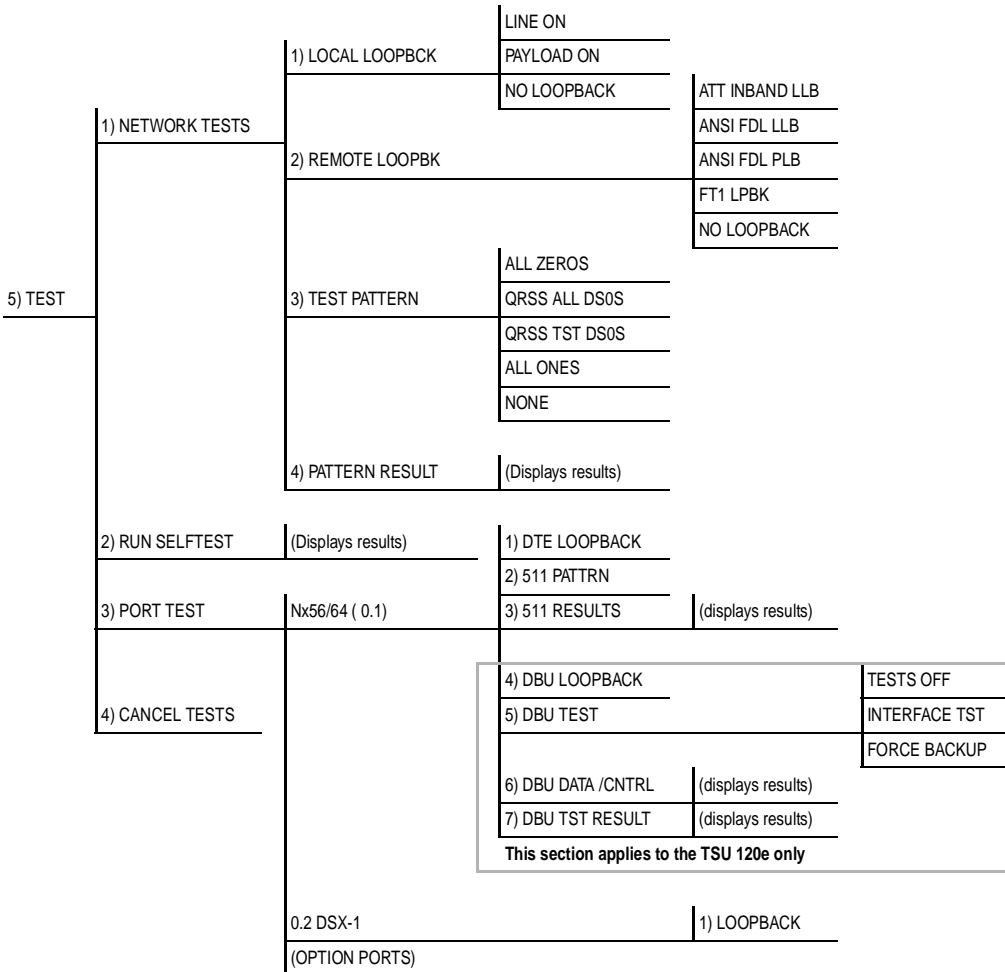 LINE ON
1) LOCAL LOOPBCK
PAYLOAD ON
NO LOOPBACK
ATT INBAND LLB
1) NETWORK TESTS
ANSI FDL LLB
2) REMOTE LOOPBK
ANSI FDL PLB
FT1 LPBK
NO LOOPBACK
ALL ZEROS
5) TEST
3) TEST PATTERN
QRSS ALL DS0S
QRSS TST DS0S
ALL ONES
NONE
4) PATTERN RESULT
(Displays results)
2) RUN SELFTEST
(Displays results)
1) DTE LOOPBACK
2) 511 PATTRN
3) PORT TEST
Nx56/64 ( 0.1)
3) 511 RESULTS
(displays results)
4) DBU LOOPBACK
TESTS OFF
4) CANCEL TESTS
5) DBU TEST
INTERFACE TST
FORCE BACKUP
6) DBU DATA /CNTRL
(displays results)
7) DBU TST RESULT
(displays results)
This section applies to the TSU 120e only
0.2 DSX-1
1) LOOPBACK
(OPTION PORTS)